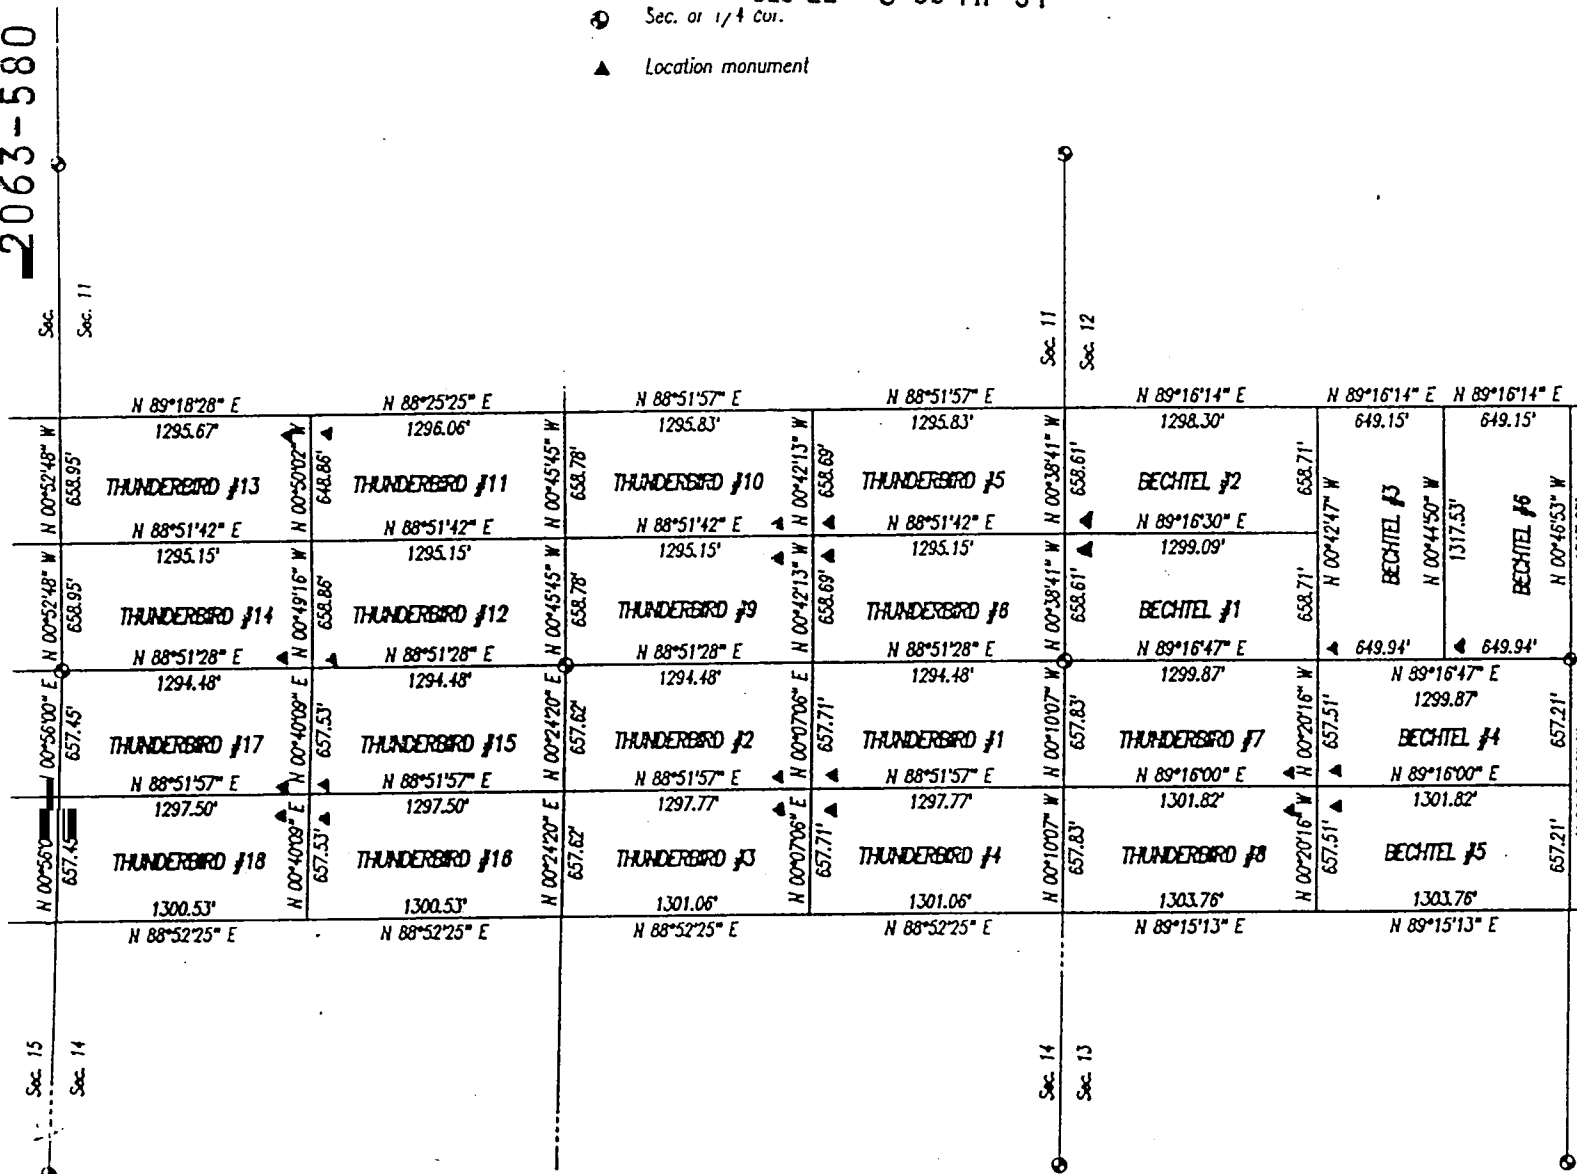 2063-580
Sec. or 1/4 cor.
Location monument
Sec.
Sec. 11
Sec. 11
Sec. 12
N 89°18'28" E N 88°25'25" E N 88°51'57" E N 88°51'57" E N 89°16'14" E N 89°16'14" E N 89°16'14" E
1295.67' 1296.06' 1295.83' 1295.83' 1298.30' 649.15' 649.15'
N 00°52'48" W 658.95' N 00°50'02" W 648.86' N 00°45'45" W 658.78' N 00°42'13" W 658.69' N 00°38'41" W 658.61' 658.71'
THUNDERBIRD #13 THUNDERBIRD #11 THUNDERBIRD #10 THUNDERBIRD #5 BECHTEL #2
N 00°42'47" W BECHTEL #3 N 00°44'50" W 1317.53' BECHTEL #6 N 00°46'53" W
N 88°51'42" E N 88°51'42" E N 88°51'42" E N 88°51'42" E N 89°16'30" E
1295.15' 1295.15' 1295.15' 1295.15' 1299.09'
N 00°52'48" W 658.95' N 00°49'16" W 658.86' N 00°45'45" W 658.78' N 00°42'13" W 658.69' N 00°38'41" W 658.61' 658.71'
THUNDERBIRD #14 THUNDERBIRD #12 THUNDERBIRD #9 THUNDERBIRD #6 BECHTEL #1
N 88°51'28" E N 88°51'28" E N 88°51'28" E N 88°51'28" E N 89°16'47" E 649.94' 649.94'
1294.48' 1294.48' 1294.48' 1294.48' 1299.87' N 89°16'47" E
1299.87'
N 00°56'00" E 657.45' N 00°40'09" E 657.53' N 00°24'20" E 657.62' N 00°07'06" E 657.71' N 00°10'07" W 657.83' N 00°20'16" W 657.51' 657.21'
THUNDERBIRD #17 THUNDERBIRD #15 THUNDERBIRD #2 THUNDERBIRD #1 THUNDERBIRD #7 BECHTEL #4
N 88°51'57" E N 88°51'57" E N 88°51'57" E N 88°51'57" E N 89°16'00" E N 89°16'00" E
1297.50' 1297.50' 1297.77' 1297.77' 1301.82' 1301.82'
N 00°56'0 657.45' N 00°40'09" E 657.53' N 00°24'20" E 657.62' N 00°07'06" E 657.71' N 00°10'07" W 657.83' N 00°20'16" W 657.51' 657.21'
THUNDERBIRD #18 THUNDERBIRD #16 THUNDERBIRD #3 THUNDERBIRD #4 THUNDERBIRD #8 BECHTEL #5
1300.53' 1300.53' 1301.06' 1301.06' 1303.76' 1303.76'
N 88°52'25" E N 88°52'25" E N 88°52'25" E N 88°52'25" E N 89°15'13" E N 89°15'13" E
Sec. 15
Sec. 14
Sec. 14
Sec. 13